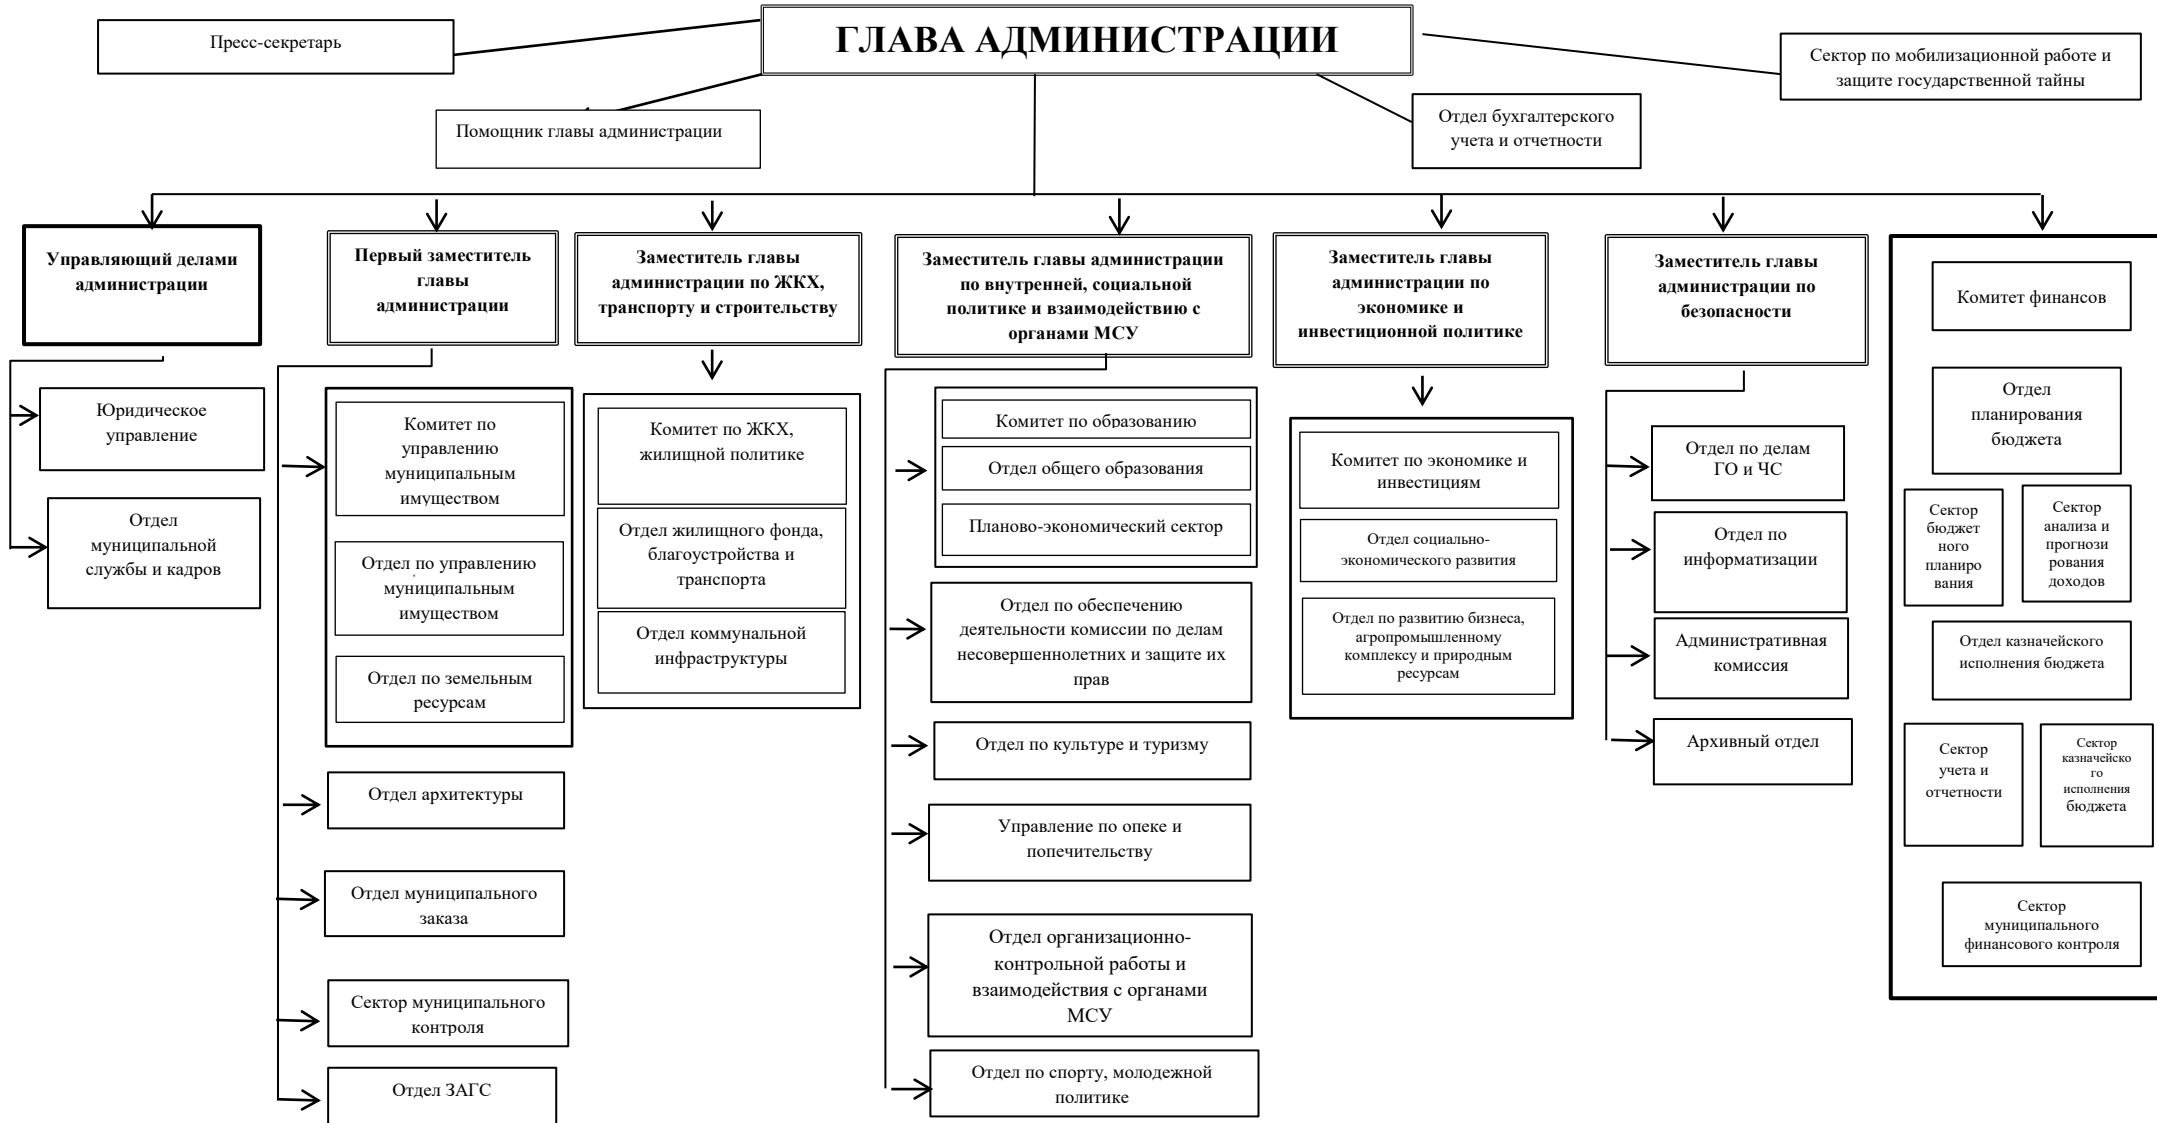 ГЛАВА АДМИНИСТРАЦИИ
Пресс-секретарь
Сектор по мобилизационной работе и
защите государственной тайны
Помощник главы администрации
Отдел бухгалтерского
учета и отчетности
Управляющий делами
администрации
Юридическое
управление
Отдел
муниципальной
службы и кадров
Первый заместитель
главы
администрации
Комитет по
управлению
муниципальным
имуществом
Отдел по управлению
муниципальным
имуществом
Отдел по земельным
ресурсам
Отдел архитектуры
Отдел муниципального
заказа
Сектор муниципального
контроля
Отдел ЗАГС
Заместитель главы
администрации по ЖКХ,
транспорту и строительству
Комитет по ЖКХ,
жилищной политике
Отдел жилищного фонда,
благоустройства и
транспорта
Отдел коммунальной
инфраструктуры
Заместитель главы администрации
по внутренней, социальной
политике и взаимодействию с
органами МСУ
Комитет по образованию
Отдел общего образования
Планово-экономический сектор
Отдел по обеспечению
деятельности комиссии по делам
несовершеннолетних и защите их
прав
Отдел по культуре и туризму
Управление по опеке и
попечительству
Отдел организационно-
контрольной работы и
взаимодействия с органами
МСУ
Отдел по спорту, молодежной
политике
Заместитель главы
администрации по
экономике и
инвестиционной политике
Комитет по экономике и
инвестициям
Отдел социально-
экономического развития
Отдел по развитию бизнеса,
агропромышленному
комплексу и природным
ресурсам
Заместитель главы
администрации по
безопасности
Отдел по делам
ГО и ЧС
Отдел по
информатизации
Административная
комиссия
Архивный отдел
Комитет финансов
Отдел
планирования
бюджета
Сектор
бюджет
ного
планиро
вания
Сектор
анализа и
прогнози
рования
доходов
Отдел казначейского
исполнения бюджета
Сектор
учета и
отчетности
Сектор
казначейско
го
исполнения
бюджета
Сектор
муниципального
финансового контроля